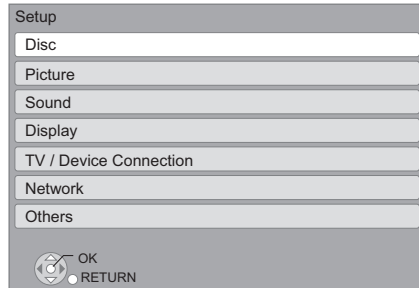 Setup
Disc
Picture
Sound
Display
TV / Device Connection
Network
Others
OK
RETURN